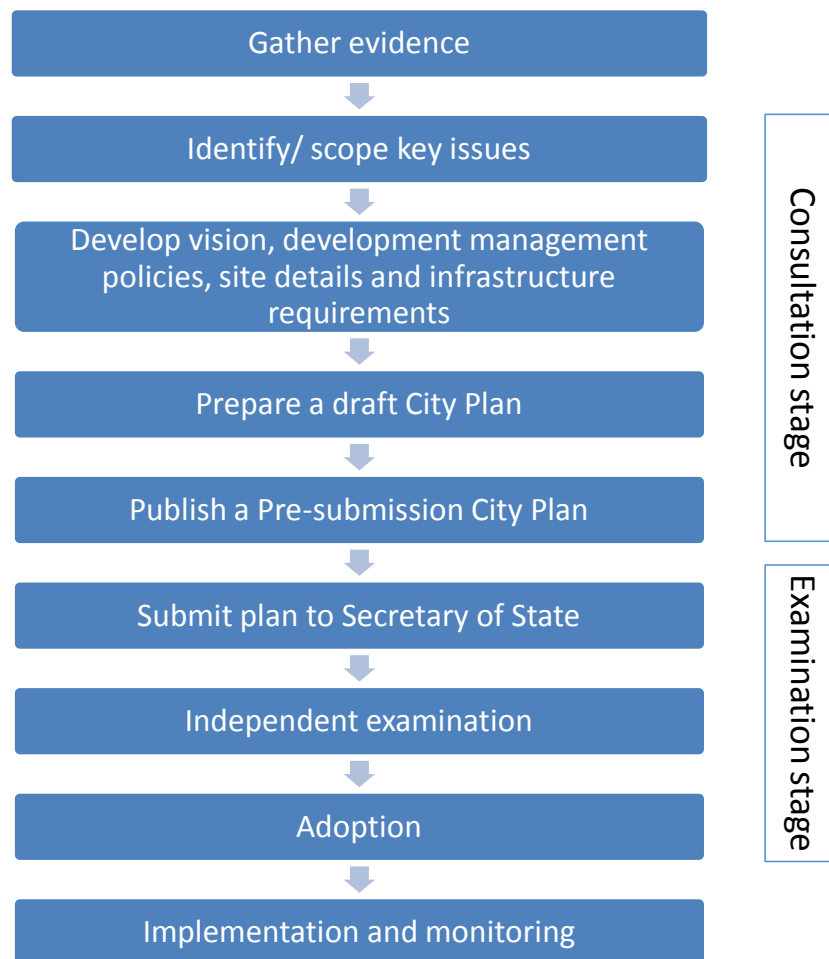 Gather evidence
Identify/ scope key issues
Develop vision, development management
policies, site details and infrastructure
requirements
Prepare a draft City Plan
Publish a Pre-submission City Plan
Submit plan to Secretary of State
Independent examination
Adoption
Implementation and monitoring
Consultation stage
Examination stage